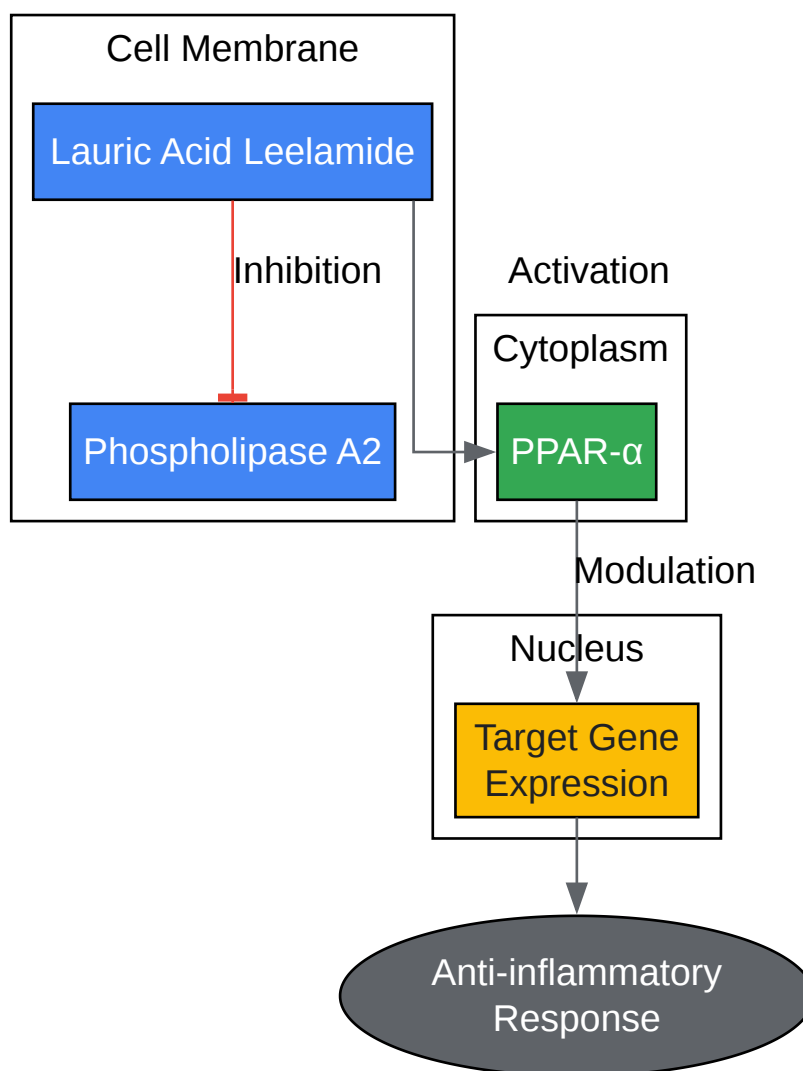 Cell Membrane
Lauric Acid Leelamide
Inhibition
Activation
Cytoplasm
Phospholipase A2
PPAR-α
Modulation
Nucleus
Target Gene
Expression
Anti-inflammatory
Response